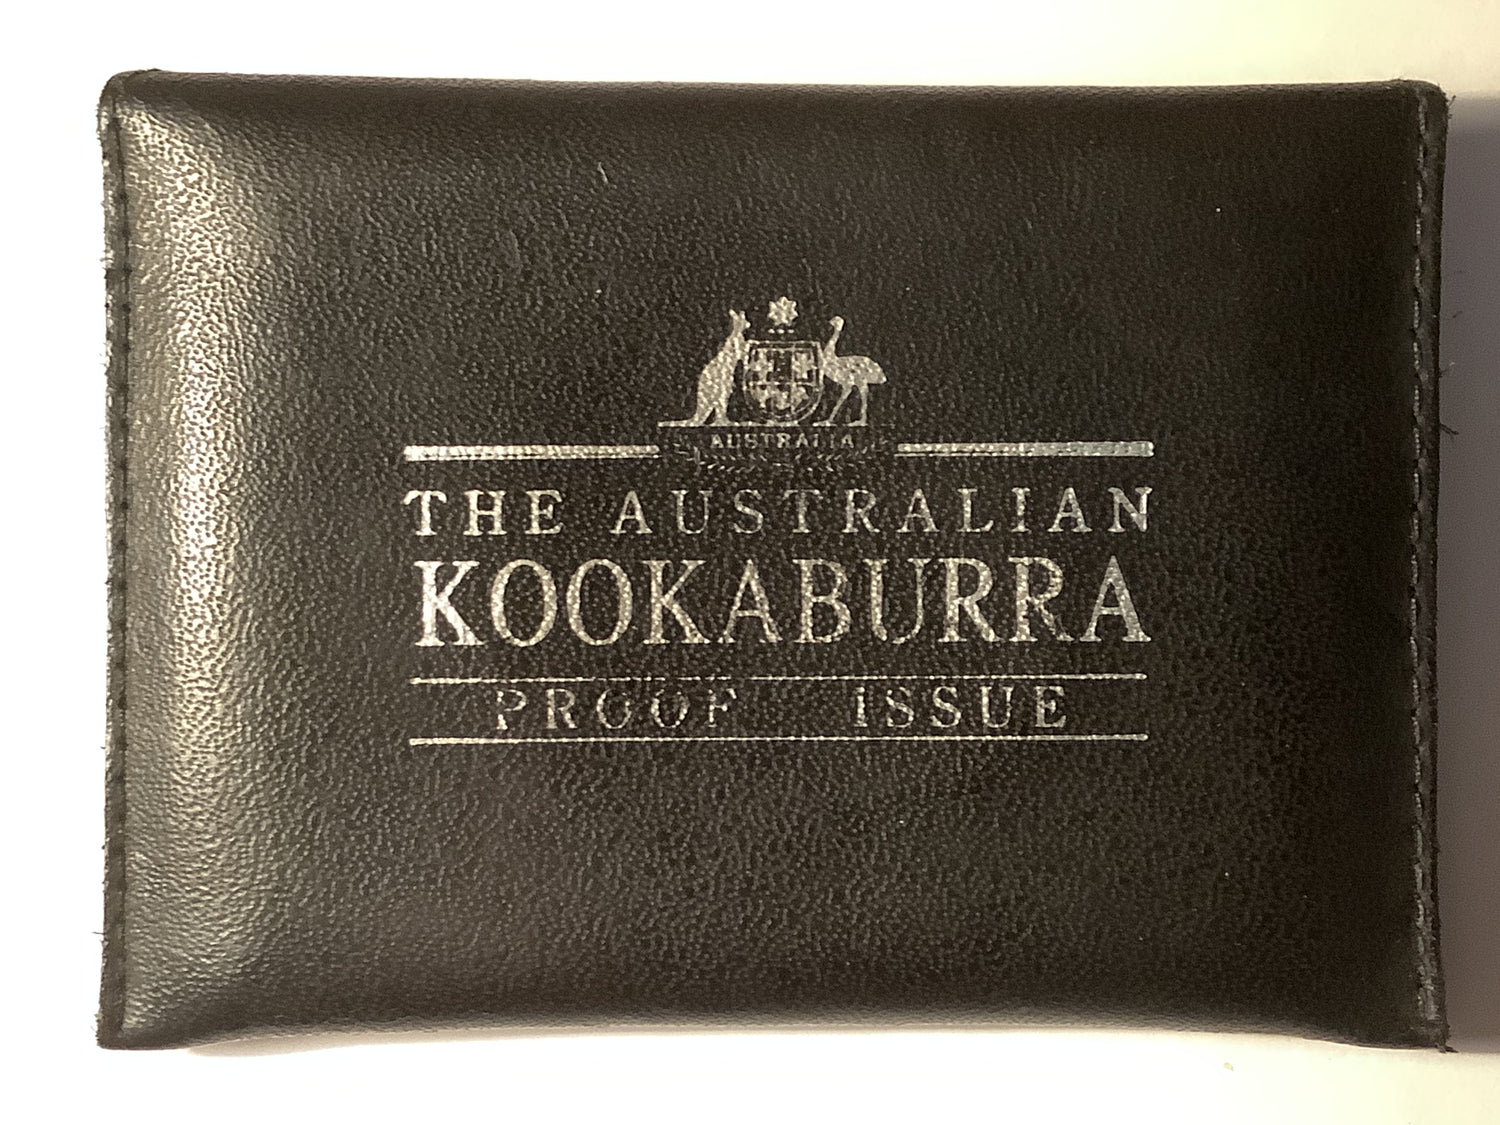 AUSTRALIA
THE AUSTRALIAN
KOOKABURRA
PROOF ISSUE